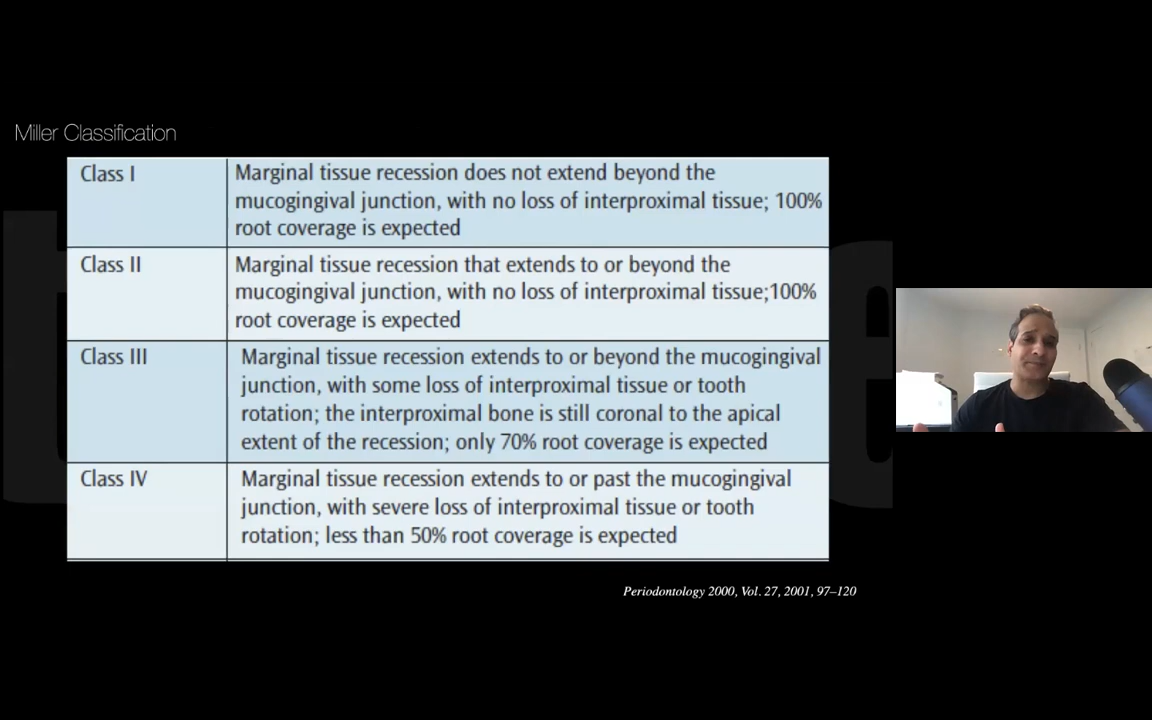 Miller Classification
Class I
Marginal tissue recession does not extend beyond the
mucogingival junction, with no loss of interproximal tissue; 100%
root coverage is expected
Class II
Marginal tissue recession that extends to or beyond the
mucogingival junction, with no loss of interproximal tissue;100%
root coverage is expected
Class III
Marginal tissue recession extends to or beyond the mucogingival
junction, with some loss of interproximal tissue or tooth
rotation; the interproximal bone is still coronal to the apical
extent of the recession; only 70% root coverage is expected
Class IV
Marginal tissue recession extends to or past the mucogingival
junction, with severe loss of interproximal tissue or tooth
rotation; less than 50% root coverage is expected
Periodontology 2000, Vol. 27, 2001, 97–120